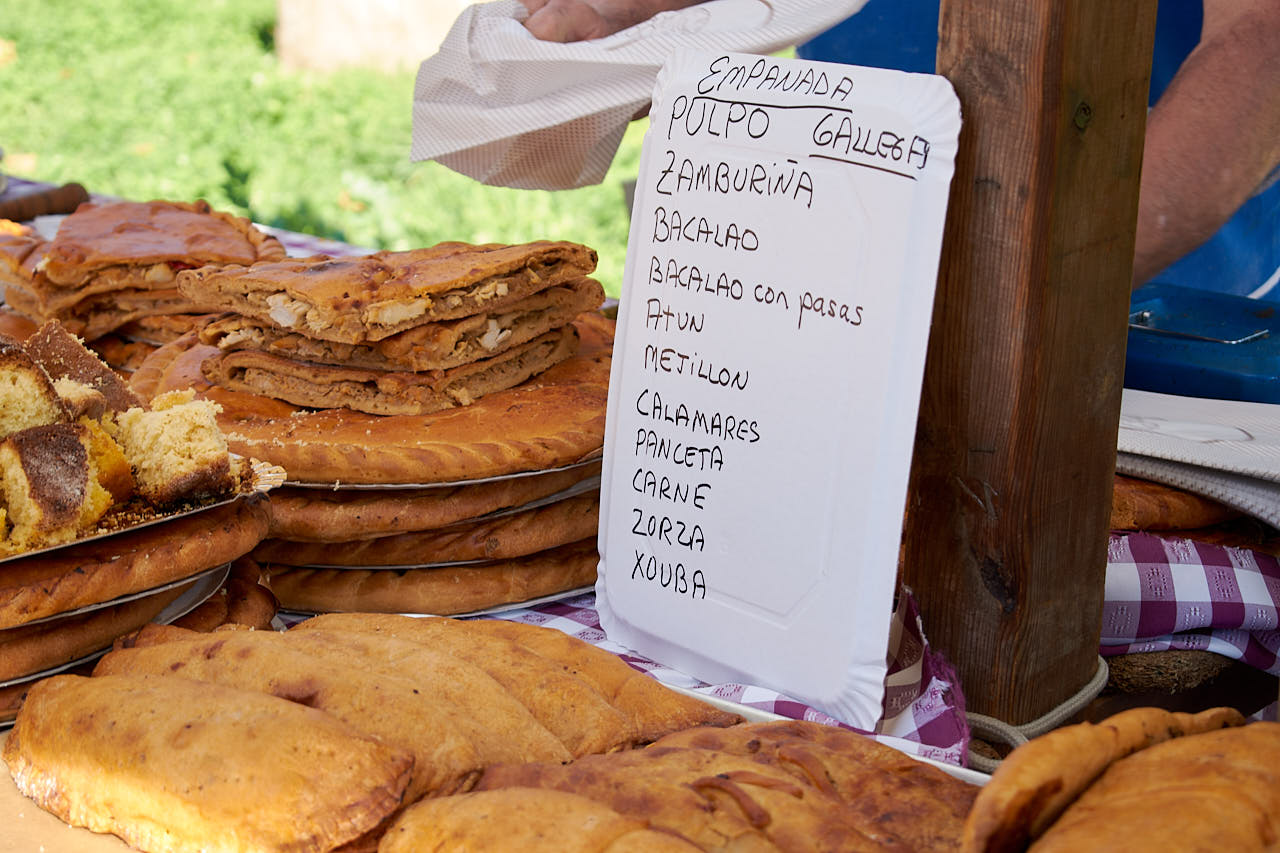 EMPANADA
PULPO GALLEGA
ZAMBURIÑA
BACALAO
BACALAO con pasas
ATUN
MEJILLON
CALAMARES
PANCETA
CARNE
ZORZA
XOUBA